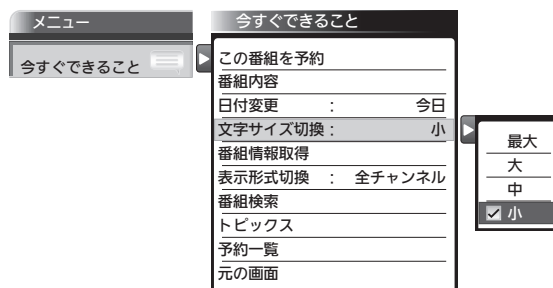 メニュー
今すぐできること
今すぐできること
この番組を予約
番組内容
日付変更 : 今日
文字サイズ切換 : 小
番組情報取得
表示形式切換 : 全チャンネル
番組検索
トピックス
予約一覧
元の画面
最大
大
中
小